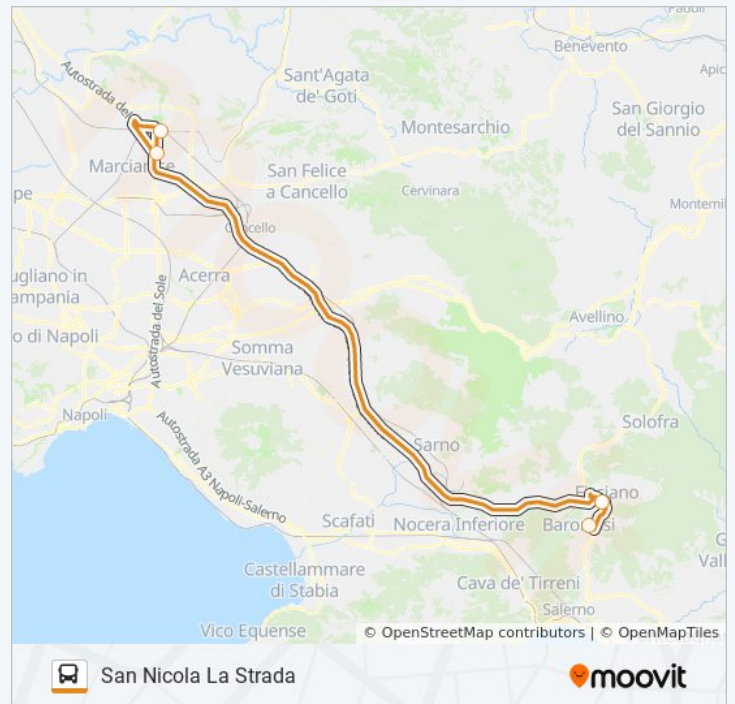 Paduli
Benevento
Autostrada del
Sant'Agata
de' Goti
Apic
San Giorgio
del Sannio
Montesarchio
Marcianise
San Felice
a Cancello
pe
Cervinara
Montemil
Cancello
ugliano in
ampania
Acerra
Autostrada del Sole
Avellino
o di Napoli
Somma
Vesuviana
Napoli
Solofra
Autostrada A3 Napoli-Salerno
Sarno
Fisciano
Scafati
Nocera Inferiore
Baronissi
G
Vall
Castellammare
di Stabia
Cava de' Tirreni
Salerno
Vico Equense
© OpenStreetMap contributors | © OpenMapTiles
San Nicola La Strada
moovit